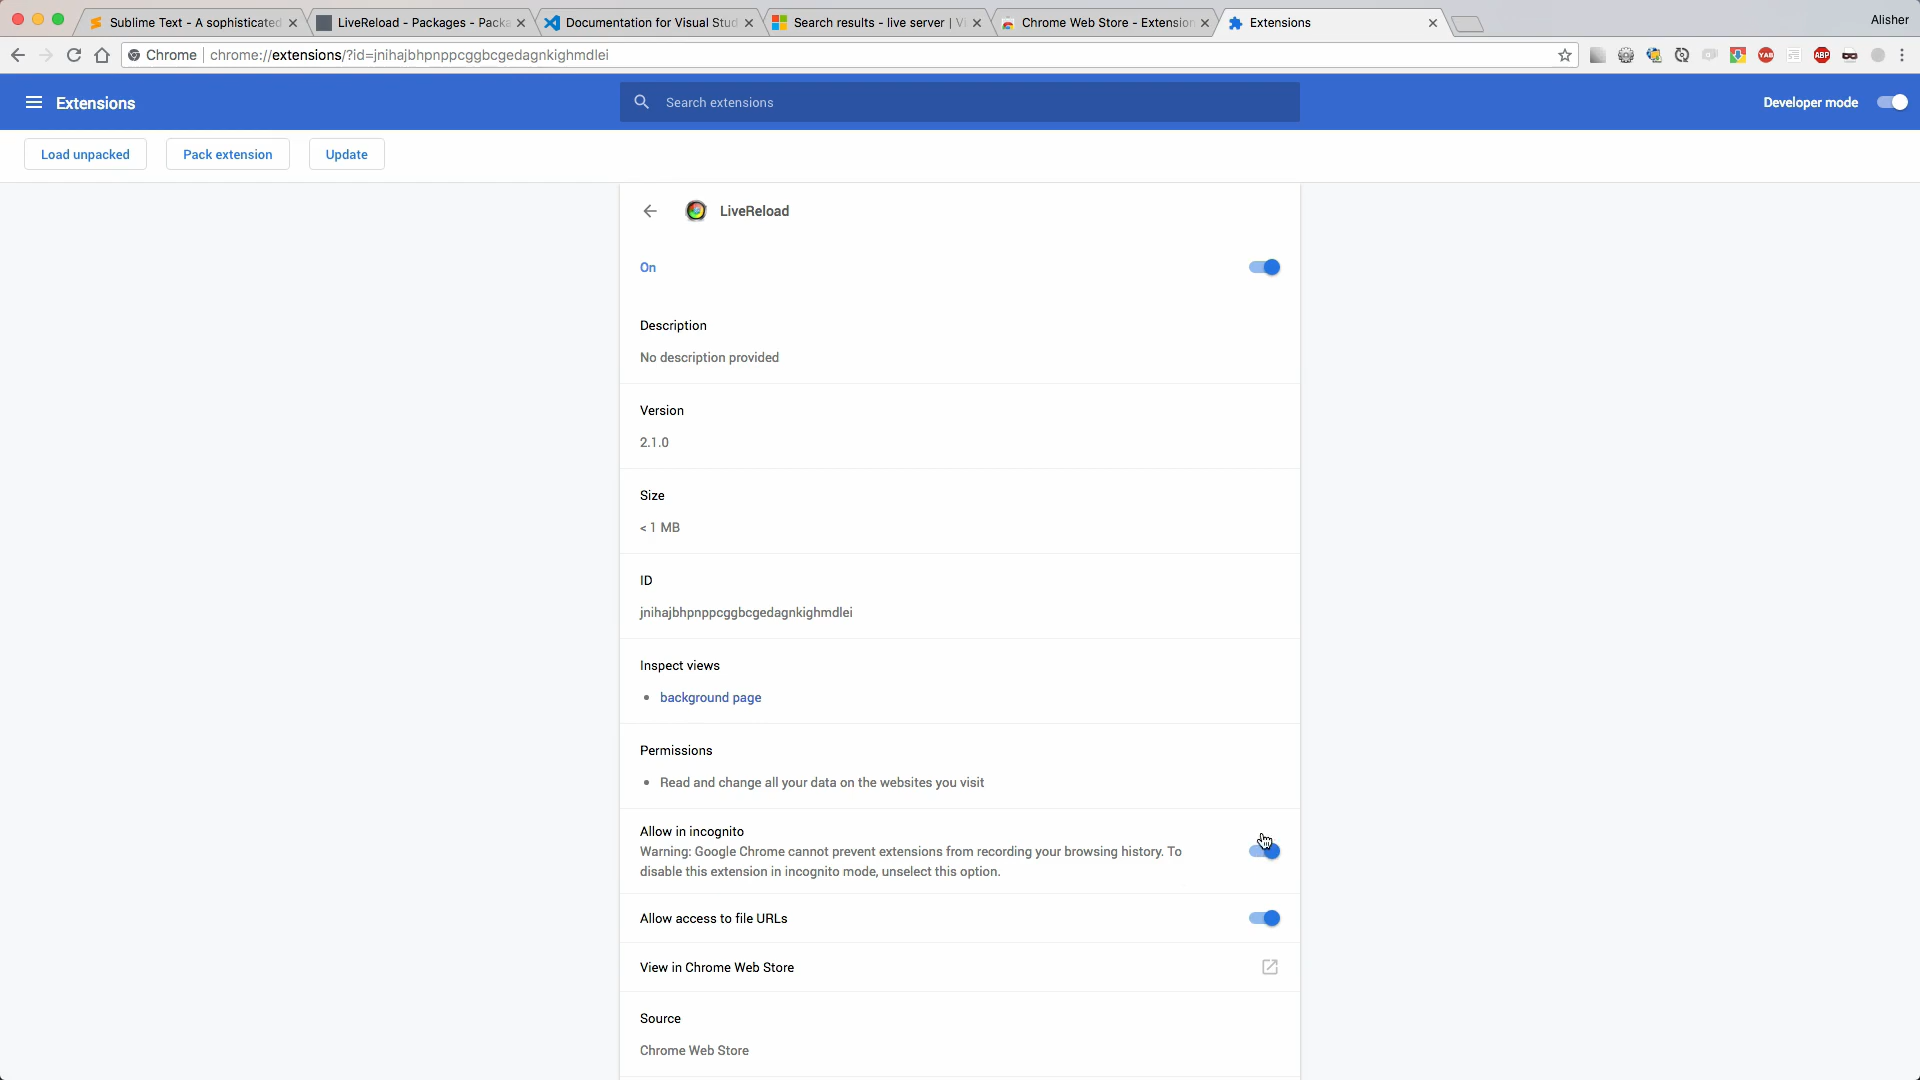 Sublime Text - A sophisticated
LiveReload - Packages - Packa
Documentation for Visual Stud
Search results - live server | Vi
Chrome Web Store - Extension
Extensions
Alisher
Chrome
chrome://extensions/?id=jnihajbhpnppcggbcgedagnkighmdlei
YAB
ABP
Extensions
Search extensions
Developer mode
Load unpacked
Pack extension
Update
LiveReload
On
Description
No description provided
Version
2.1.0
Size
< 1 MB
ID
jnihajbhpnppcggbcgedagnkighmdlei
Inspect views
• background page
Permissions
• Read and change all your data on the websites you visit
Allow in incognito
Warning: Google Chrome cannot prevent extensions from recording your browsing history. To
disable this extension in incognito mode, unselect this option.
Allow access to file URLs
View in Chrome Web Store
Source
Chrome Web Store